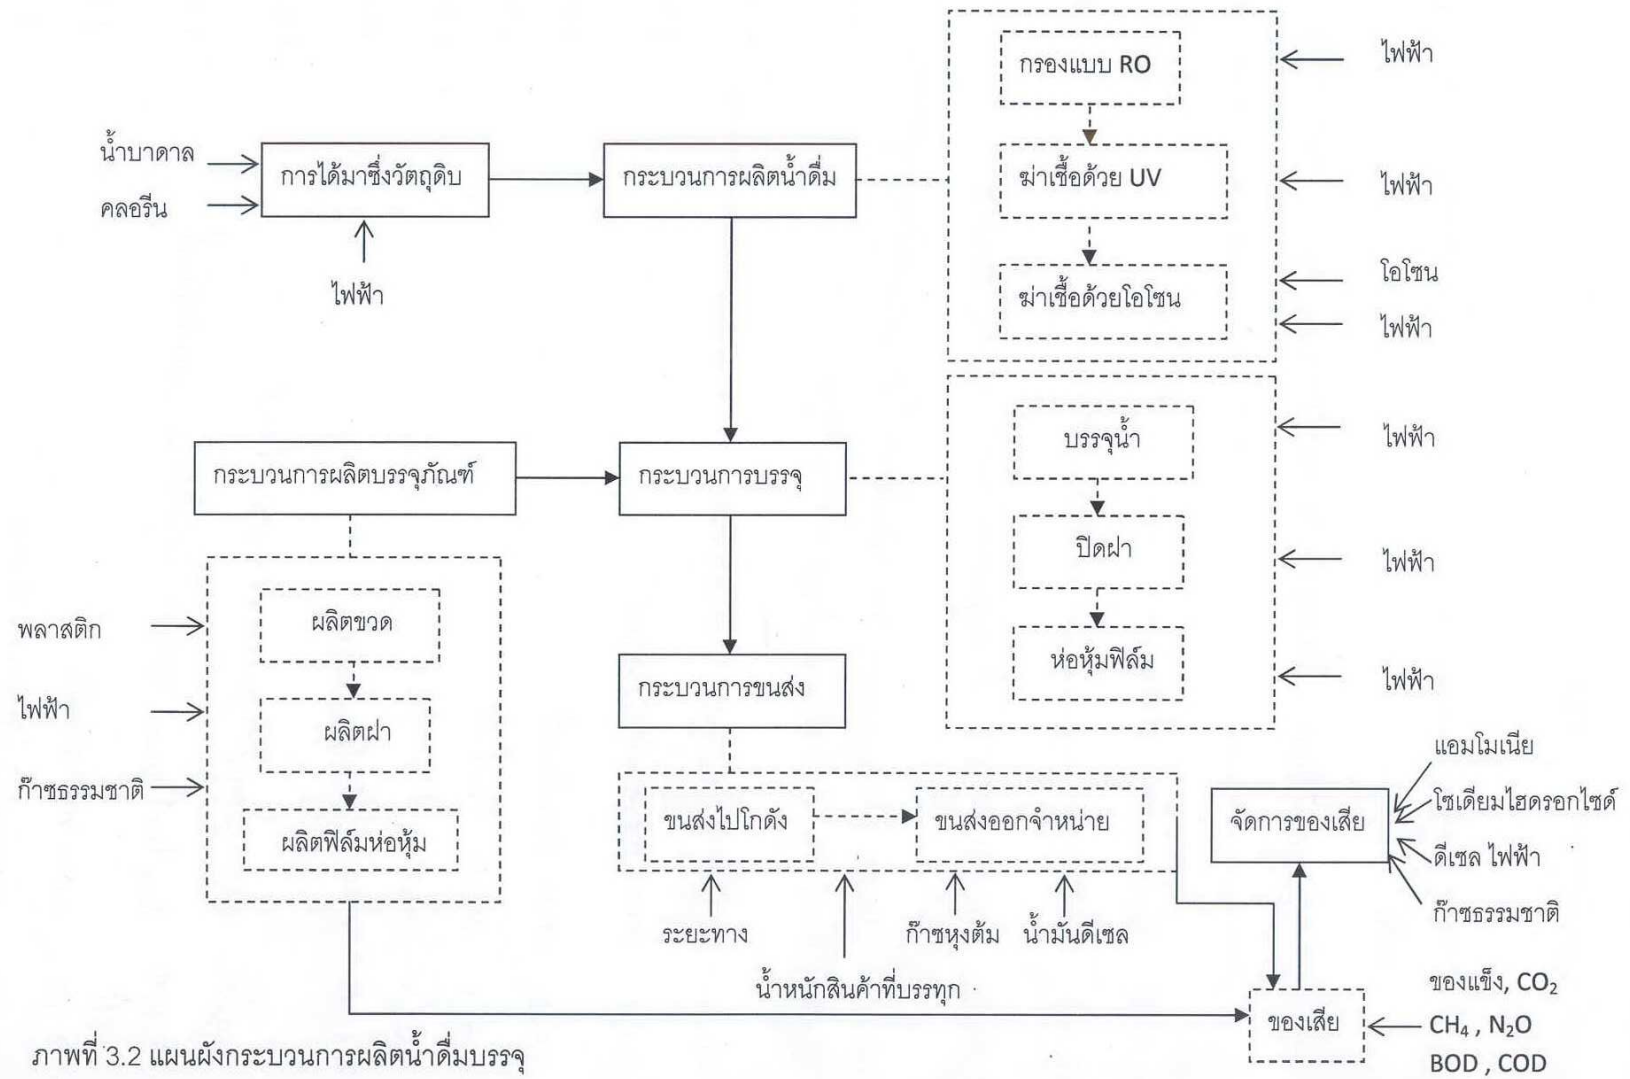 กรองแบบ RO
ไฟฟ้า
น้ำบาดาล
คลอรีน
การได้มาซึ่งวัตถุดิบ
กระบวนการผลิตน้ำดื่ม
ฆ่าเชื้อด้วย UV
ไฟฟ้า
ไฟฟ้า
ฆ่าเชื้อด้วยโอโซน
โอโซน
ไฟฟ้า
กระบวนการผลิตบรรจุภัณฑ์
กระบวนการบรรจุ
บรรจุน้ำ
ไฟฟ้า
ปิดฝา
ไฟฟ้า
ห่อหุ้มฟิล์ม
ไฟฟ้า
พลาสติก
ไฟฟ้า
ก๊าซธรรมชาติ
ผลิตขวด
ผลิตฝา
ผลิตฟิล์มห่อหุ้ม
กระบวนการขนส่ง
ขนส่งไปโกดัง
ขนส่งออกจำหน่าย
ระยะทาง
น้ำหนักสินค้าที่บรรทุก
ก๊าซหุงต้ม
น้ำมันดีเซล
จัดการของเสีย
แอมโมเนีย
โซเดียมไฮดรอกไซด์
ดีเซล ไฟฟ้า
ก๊าซธรรมชาติ
ของเสีย
ของแข็ง, CO₂
CH₄ , N₂O
BOD , COD
ภาพที่ 3.2 แผนผังกระบวนการผลิตน้ำดื่มบรรจุ